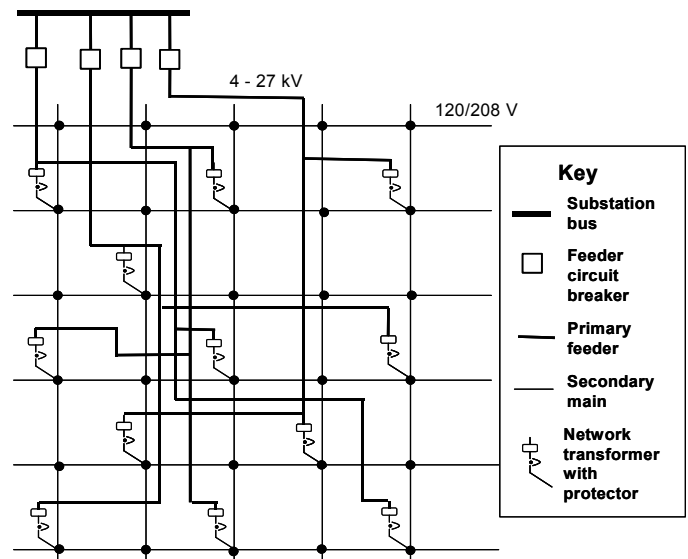 4 - 27 kV
120/208 V
Key
Substation
bus
Feeder
circuit
breaker
Primary
feeder
Secondary
main
Network
transformer
with
protector